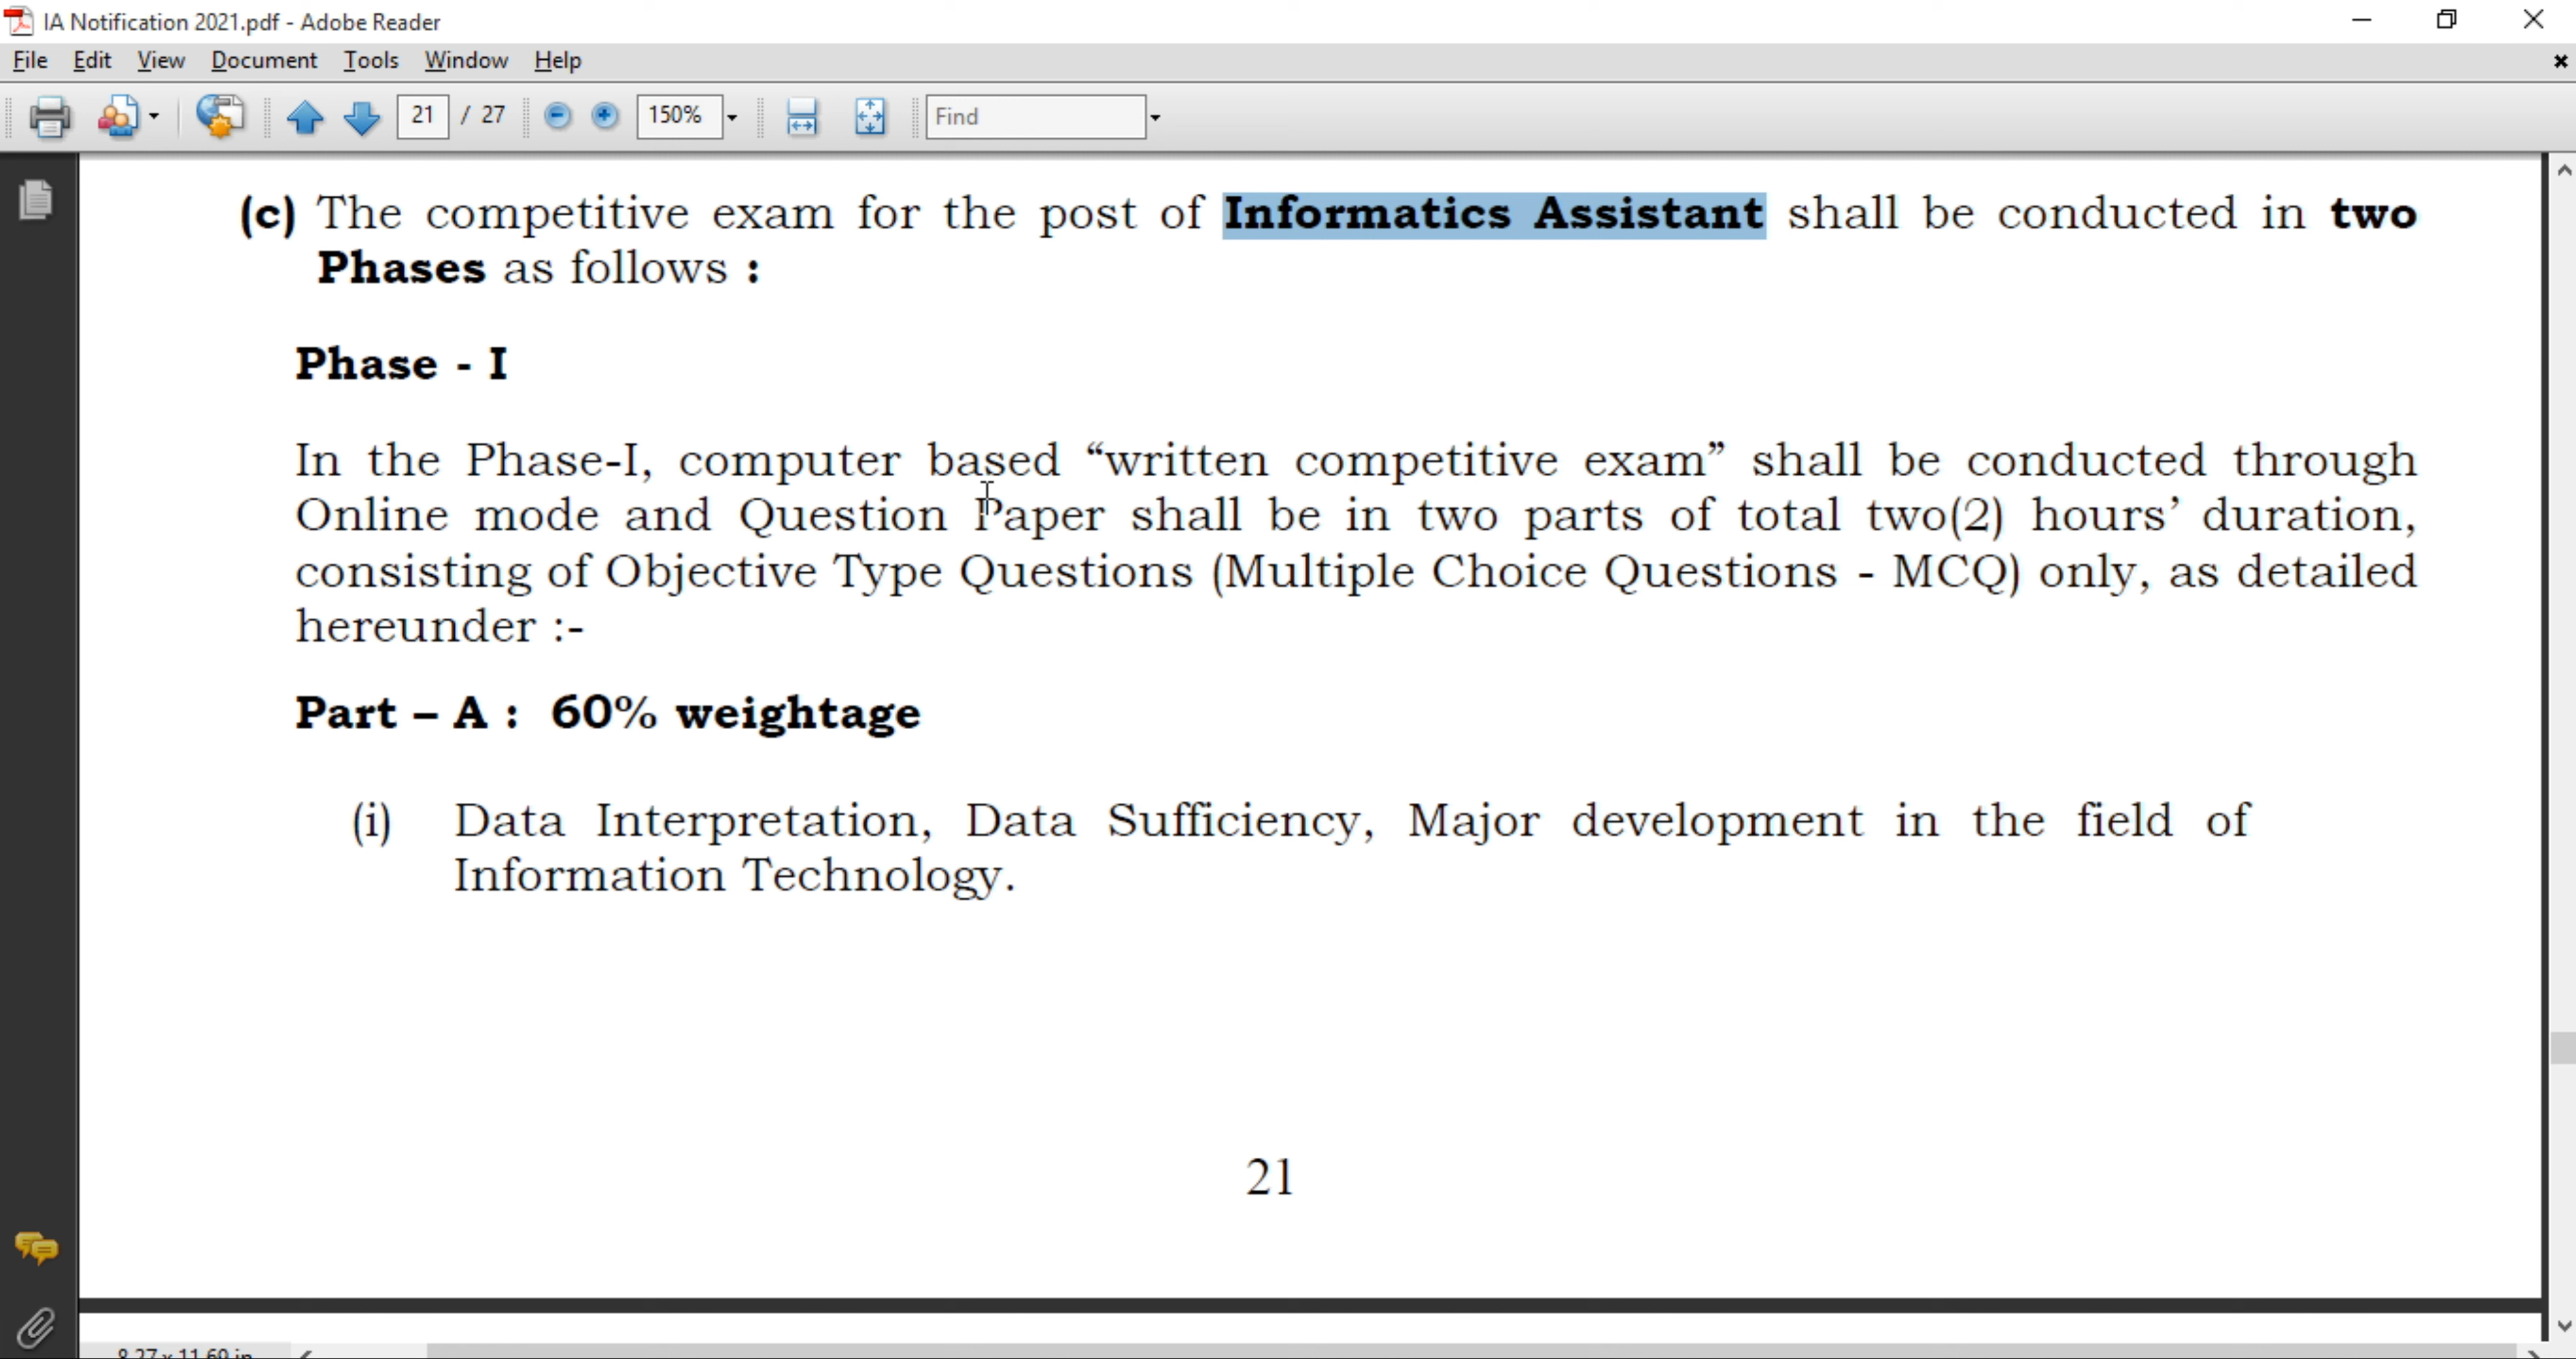 IA Notification 2021.pdf - Adobe Reader
File Edit View Document Tools Window Help
21 / 27 150% Find
(c) The competitive exam for the post of Informatics Assistant shall be conducted in two
Phases as follows :
Phase - I
In the Phase-I, computer based “written competitive exam” shall be conducted through
Online mode and Question Paper shall be in two parts of total two(2) hours’ duration,
consisting of Objective Type Questions (Multiple Choice Questions - MCQ) only, as detailed
hereunder :-
Part – A : 60% weightage
(i) Data Interpretation, Data Sufficiency, Major development in the field of
Information Technology.
21
8.27 x 11.69 in